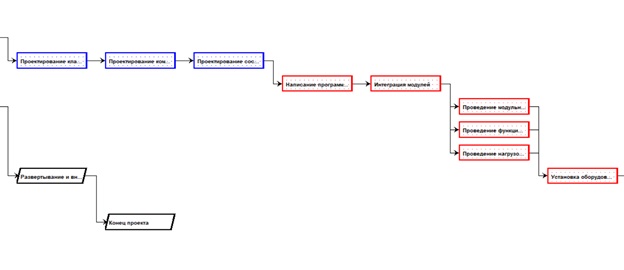 Проектирование кла...
Проектирование ком...
Проектирование сос...
Написание программ...
Интеграция модулей
Проведение модульн...
Проведение функци...
Проведение нагрузо...
Установка оборудов...
Развертывание и вн...
Конец проекта